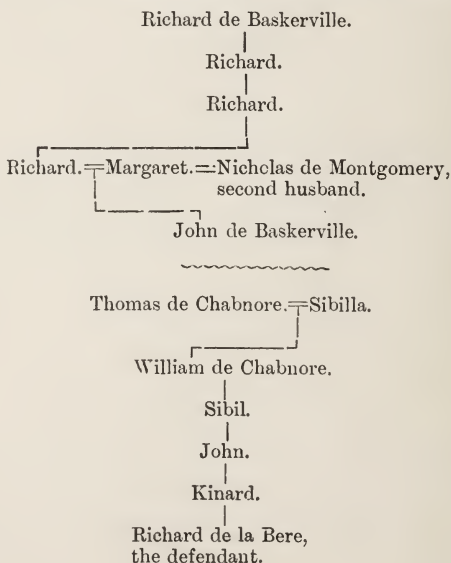 Richard de Baskerville.
Richard.
Richard.
Richard.=Margaret.=Nicholas de Montgomery,
second husband.
John de Baskerville.
Thomas de Chabnore.=Sibilla.
William de Chabnore.
Sibil.
John.
Kinard.
Richard de la Bere,
the defendant.